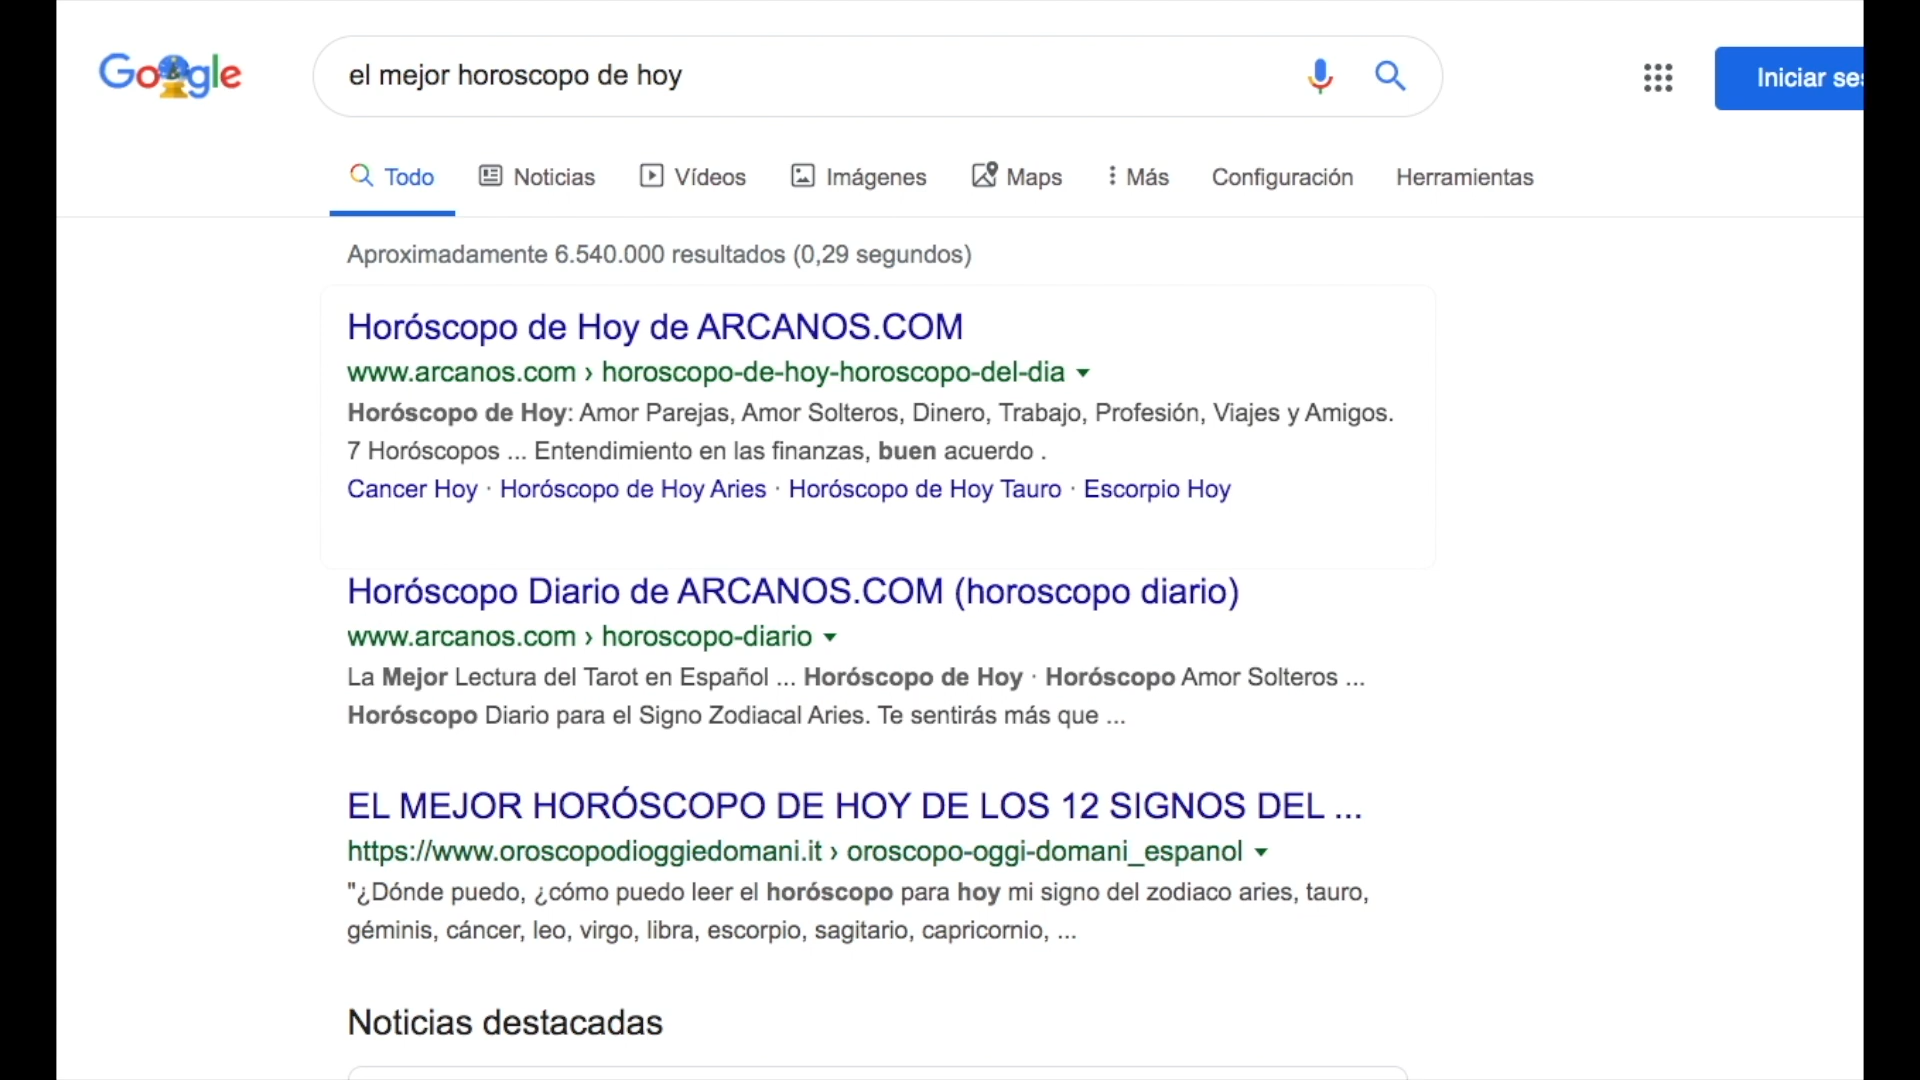 Google
el mejor horoscopo de hoy
Iniciar ses
Todo Noticias Vídeos Imágenes Maps Más Configuración Herramientas
Aproximadamente 6.540.000 resultados (0,29 segundos)
Horóscopo de Hoy de ARCANOS.COM
www.arcanos.com › horoscopo-de-hoy-horoscopo-del-dia
Horóscopo de Hoy: Amor Parejas, Amor Solteros, Dinero, Trabajo, Profesión, Viajes y Amigos.
7 Horóscopos ... Entendimiento en las finanzas, buen acuerdo .
Cancer Hoy · Horóscopo de Hoy Aries · Horóscopo de Hoy Tauro · Escorpio Hoy
Horóscopo Diario de ARCANOS.COM (horoscopo diario)
www.arcanos.com › horoscopo-diario
La Mejor Lectura del Tarot en Español ... Horóscopo de Hoy · Horóscopo Amor Solteros ...
Horóscopo Diario para el Signo Zodiacal Aries. Te sentirás más que ...
EL MEJOR HORÓSCOPO DE HOY DE LOS 12 SIGNOS DEL ...
https://www.oroscopodioggiedomani.it › oroscopo-oggi-domani_espanol
"¿Dónde puedo, ¿cómo puedo leer el horóscopo para hoy mi signo del zodiaco aries, tauro,
géminis, cáncer, leo, virgo, libra, escorpio, sagitario, capricornio, ...
Noticias destacadas